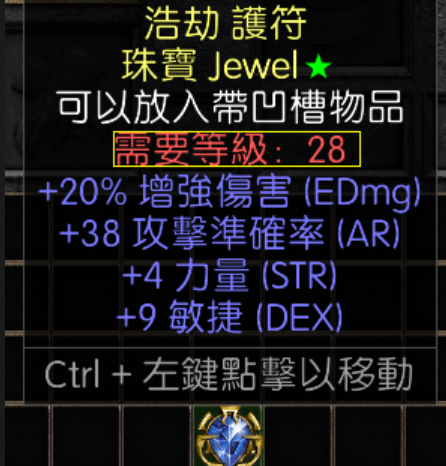 浩劫 護符
珠寶 Jewel★
可以放入帶凹槽物品
需要等級: 28
+20% 增強傷害 (EDmg)
+38 攻擊準確率 (AR)
+4 力量 (STR)
+9 敏捷 (DEX)
Ctrl + 左鍵點擊以移動